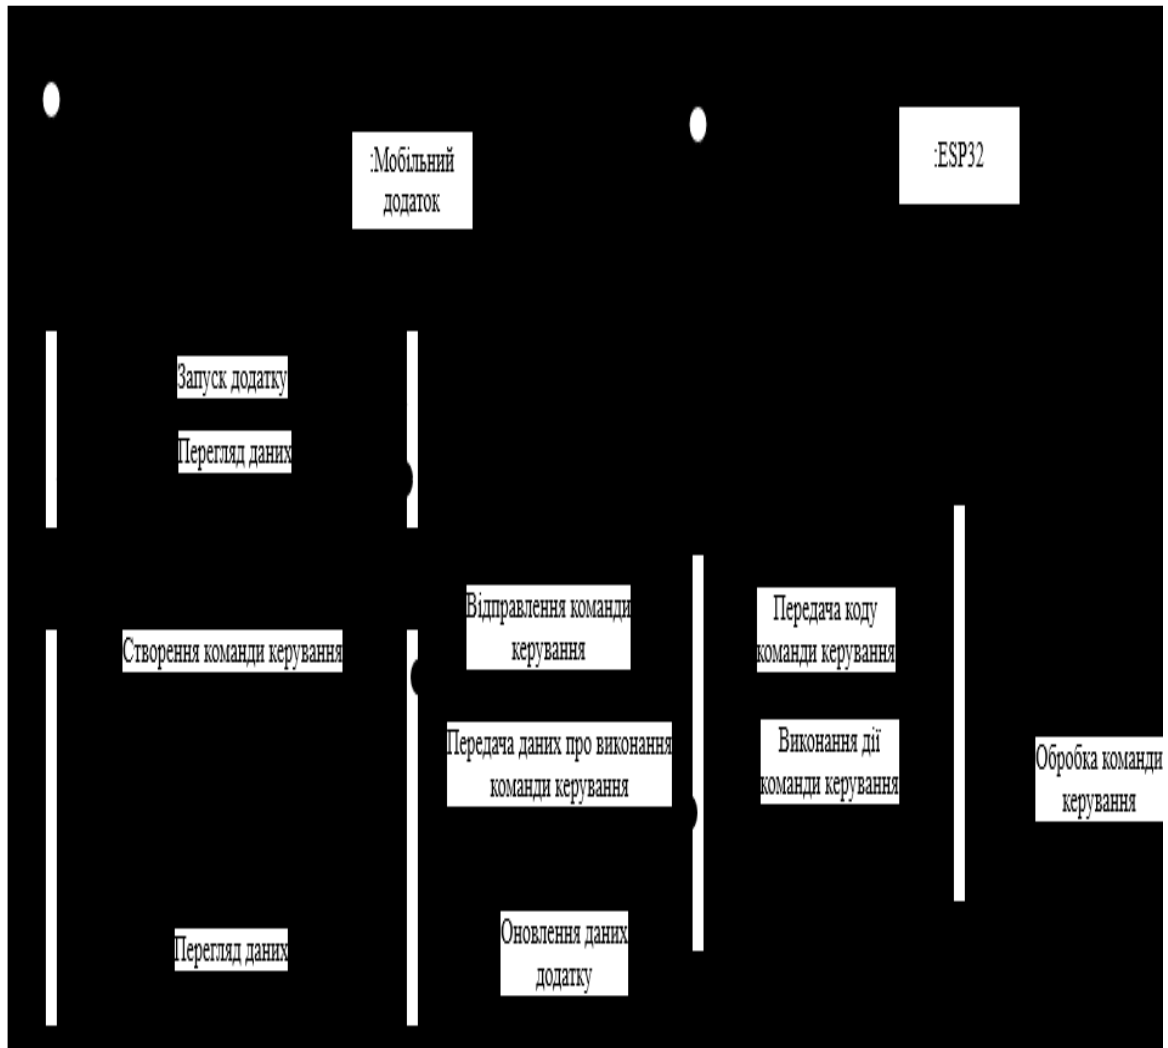 :Мобільний
додаток
:ESP32
Запуск додатку
Перегляд даних
Відправлення команди
керування
Передача коду
команди керування
Створення команди керування
Передача даних про виконання
команди керування
Виконання дії
команди керування
Обробка команди
керування
Оновлення даних
додатку
Перегляд даних